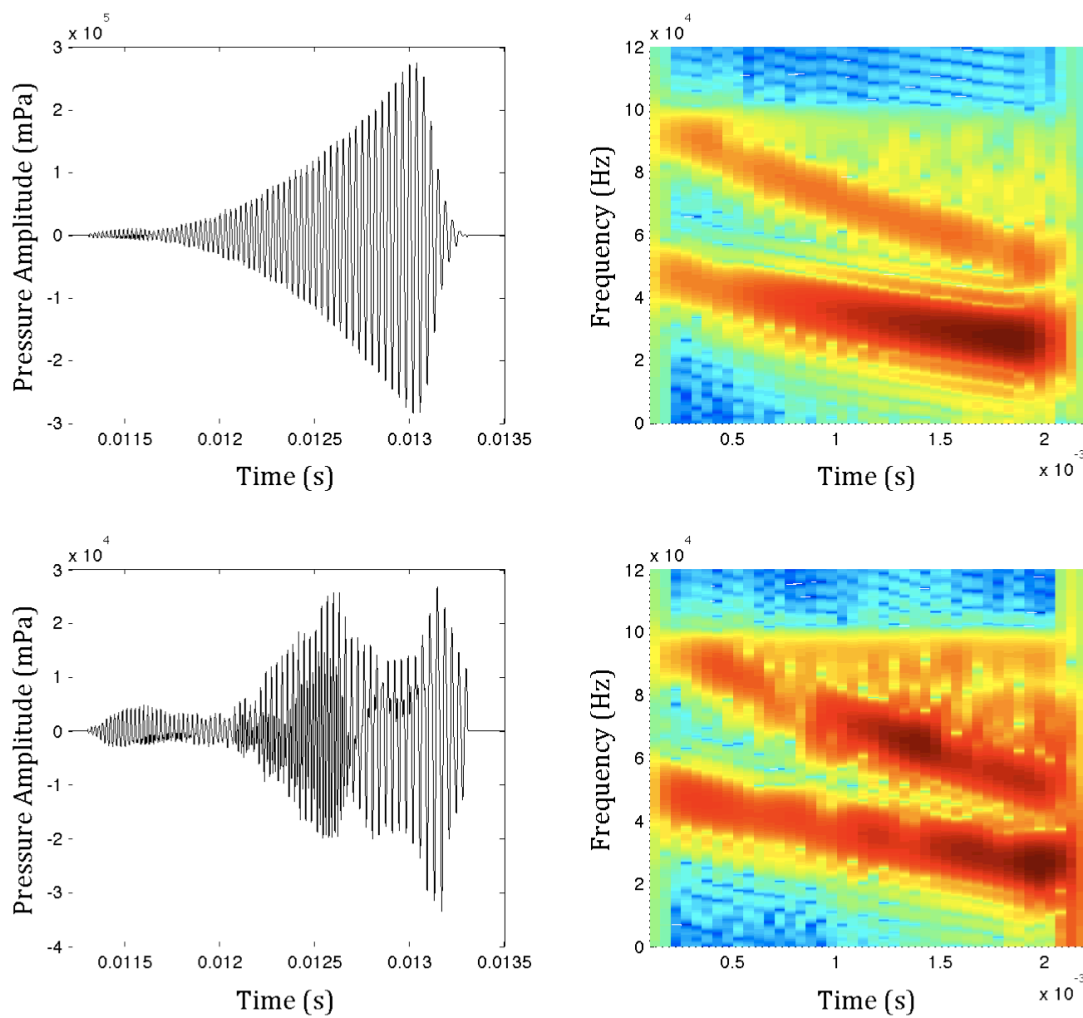 x 10^5
3
2
1
0
-1
-2
-3
0.0115 0.012 0.0125 0.013 0.0135
Pressure Amplitude (mPa)
Time (s)
x 10^4
12
10
8
6
4
2
0
0.5 1 1.5 2
x 10^-3
Frequency (Hz)
Time (s)
x 10^4
3
2
1
0
-1
-2
-3
-4
0.0115 0.012 0.0125 0.013 0.0135
Pressure Amplitude (mPa)
Time (s)
x 10^4
12
10
8
6
4
2
0
0.5 1 1.5 2
x 10^-3
Frequency (Hz)
Time (s)